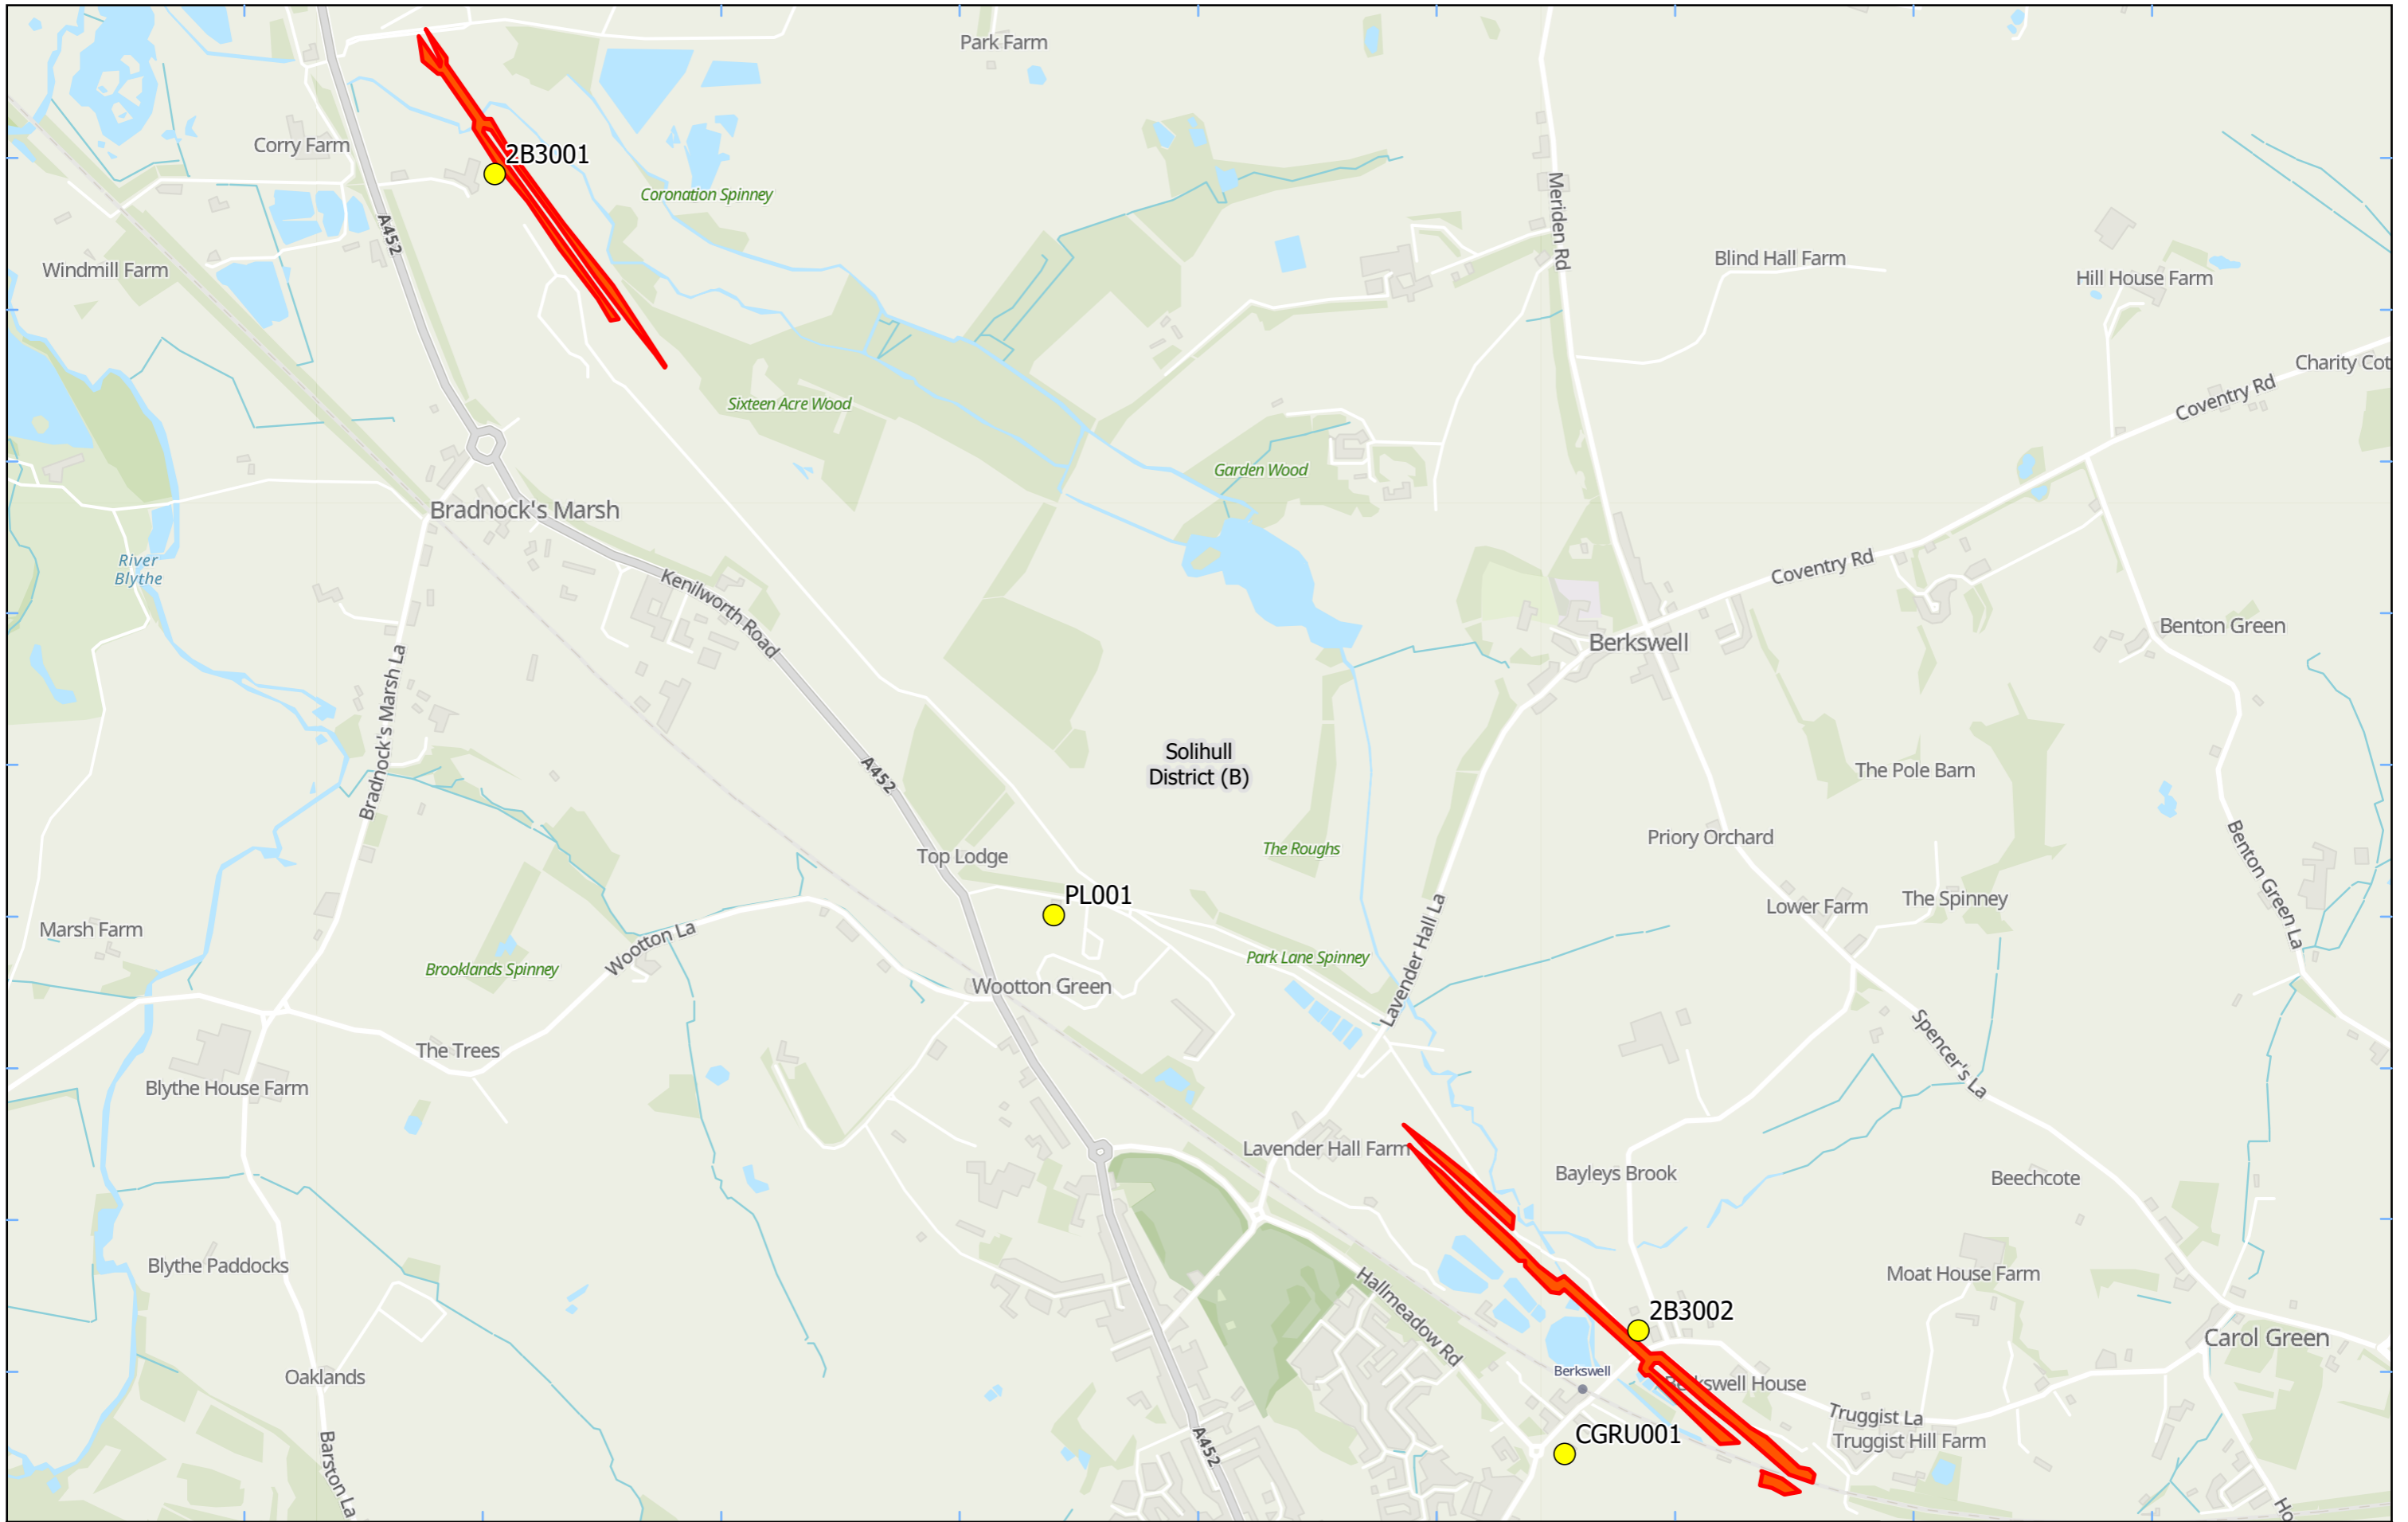 Park Farm
Corry Farm
2B3001
Coronation Spinney
A452
Meriden Rd
Windmill Farm
Blind Hall Farm
Hill House Farm
Charity Cot
Coventry Rd
Sixteen Acre Wood
Garden Wood
Bradnock's Marsh
River
Blythe
Kenilworth Road
Coventry Rd
Berkswell
Benton Green
Bradnock's Marsh La
Solihull
District (B)
A452
The Pole Barn
Priory Orchard
Top Lodge
The Roughs
PL001
Benton Green La
Lower Farm
The Spinney
Marsh Farm
Wootton La
Brooklands Spinney
Park Lane Spinney
Lavender Hall La
Wootton Green
The Trees
Spencer's La
Blythe House Farm
Lavender Hall Farm
Bayleys Brook
Beechcote
Blythe Paddocks
Moat House Farm
Hallmeadow Rd
2B3002
Carol Green
Oaklands
Berkswell
Berkswell House
Truggist La
Truggist Hill Farm
CGRU001
A452
Barston La
Ho